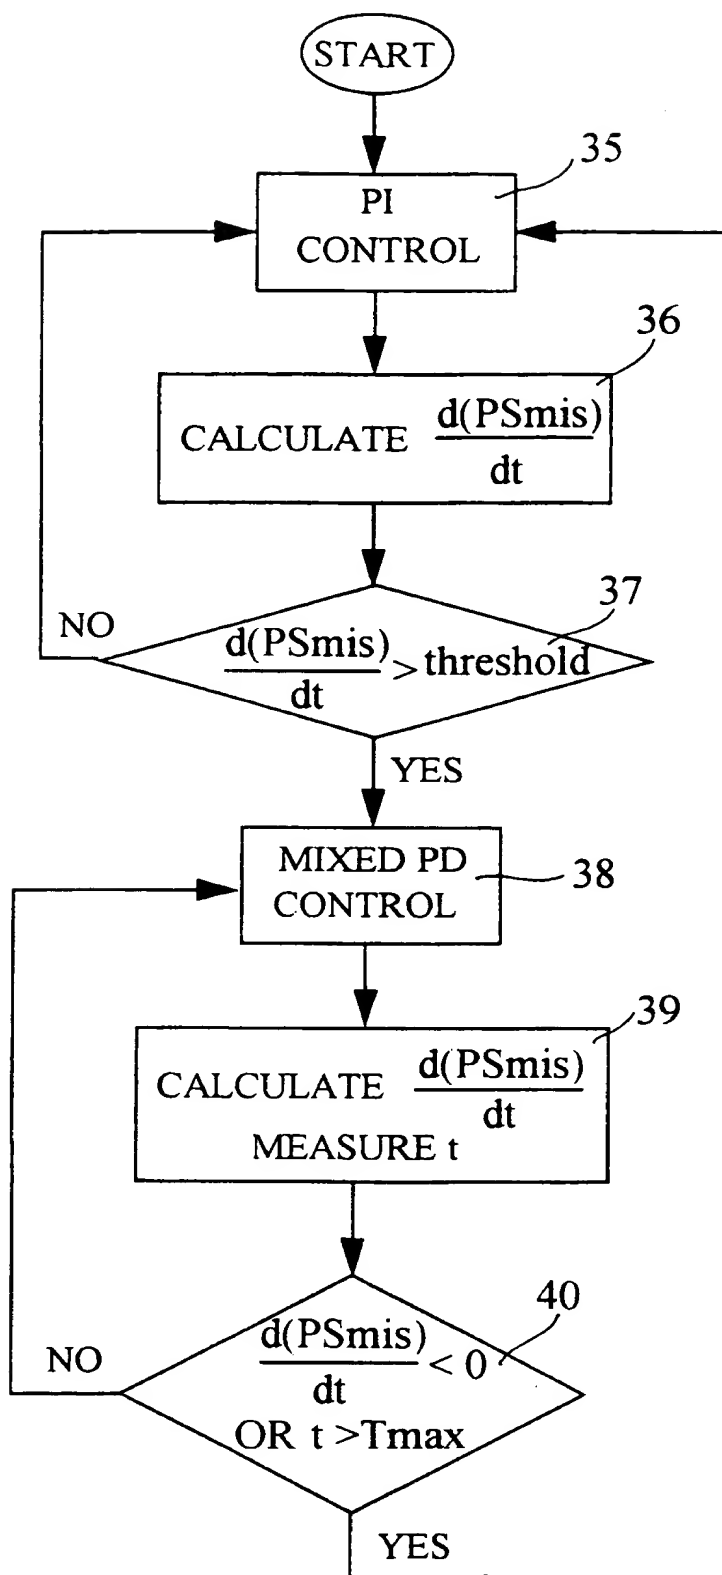 START
35
PI
CONTROL
36
CALCULATE d(PSmis)
dt
37
NO
d(PSmis)
dt
> threshold
YES
MIXED PD
CONTROL
38
39
CALCULATE d(PSmis)
dt
MEASURE t
40
NO
d(PSmis)
dt
< 0
OR t >Tmax
YES